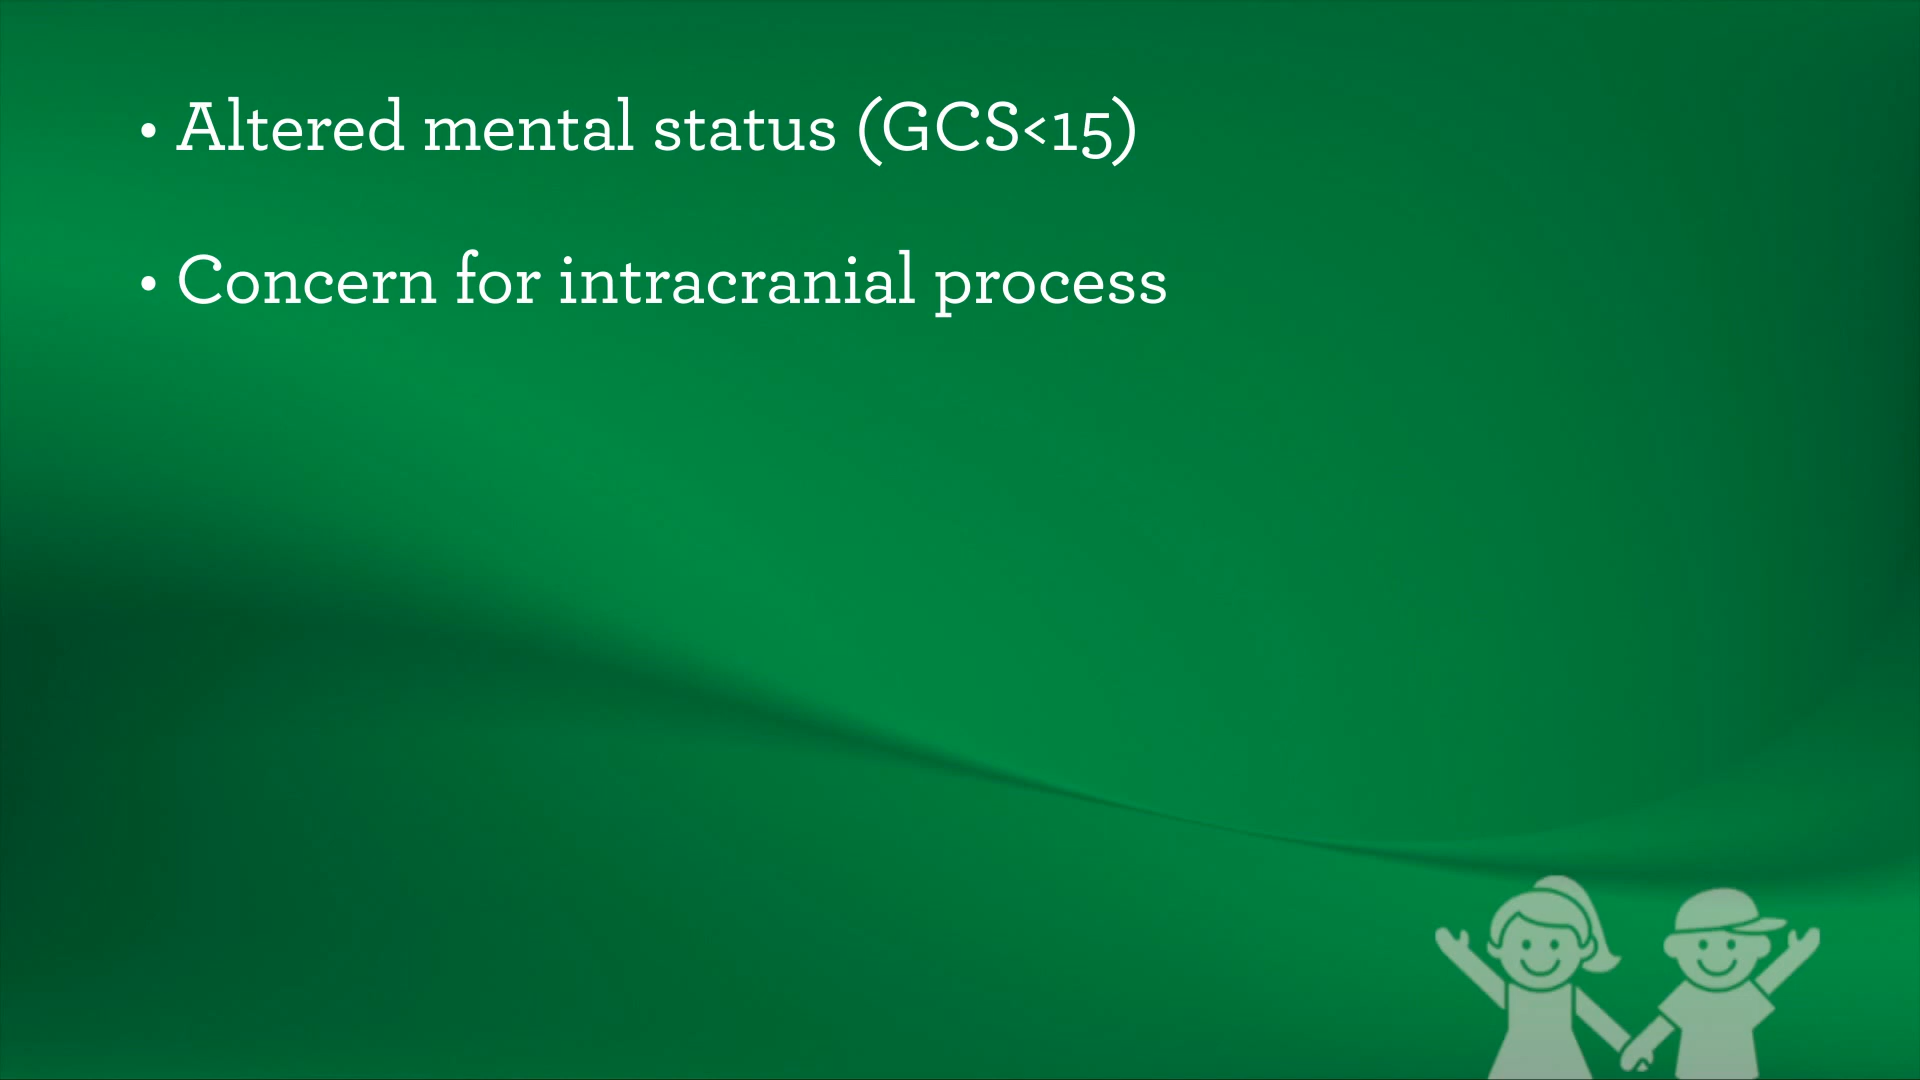 • Altered mental status (GCS<15)
• Concern for intracranial process